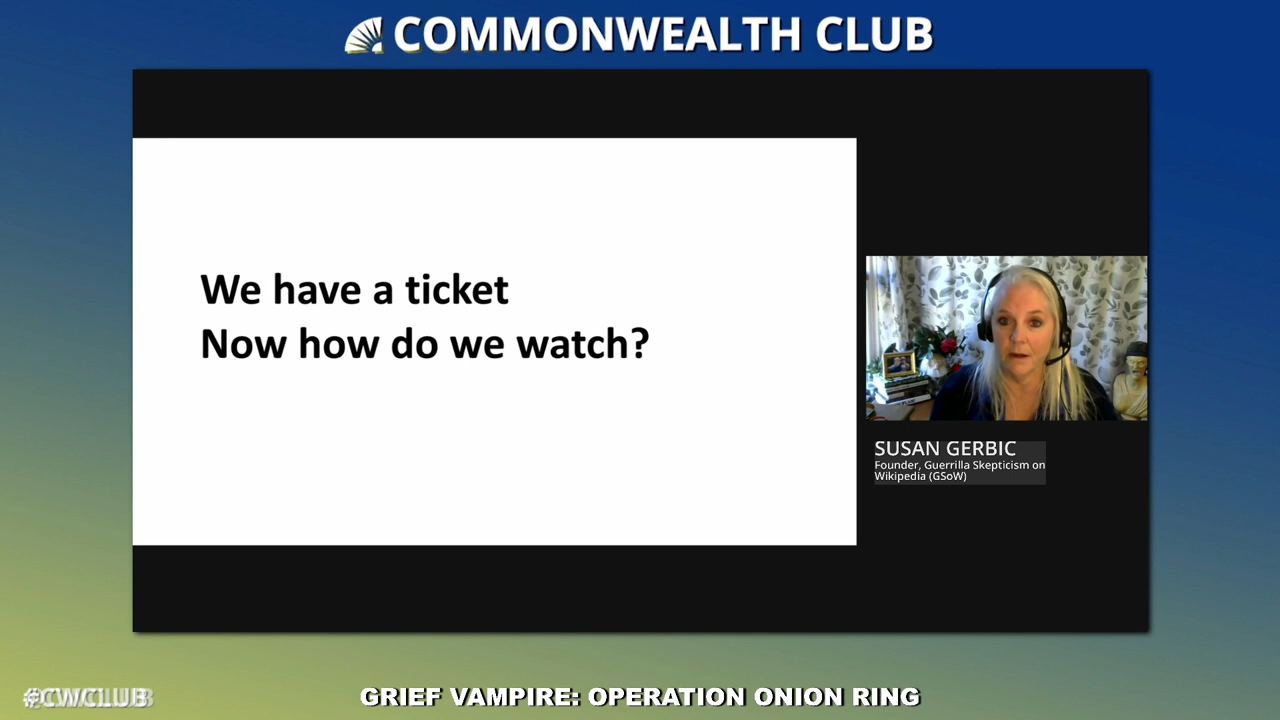 COMMONWEALTH CLUB
We have a ticket
Now how do we watch?
SUSAN GERBIC
Founder, Guerrilla Skepticism on
Wikipedia (GSoW)
#CWCLUB
GRIEF VAMPIRE: OPERATION ONION RING